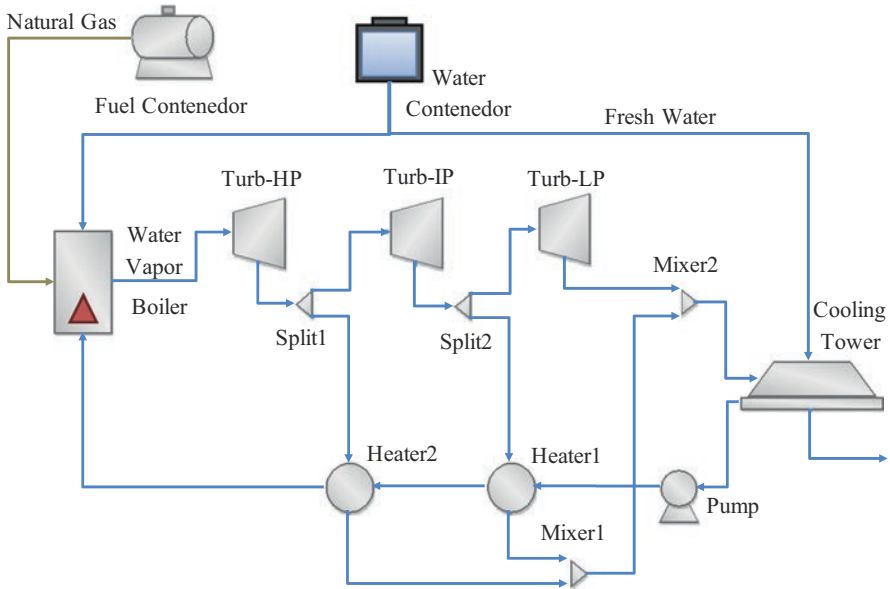 Natural Gas
Fuel Contenedor
Water
Contenedor
Fresh Water
Turb-HP
Turb-IP
Turb-LP
Water
Vapor
Boiler
Split1
Split2
Mixer2
Cooling
Tower
Heater2
Heater1
Pump
Mixer1